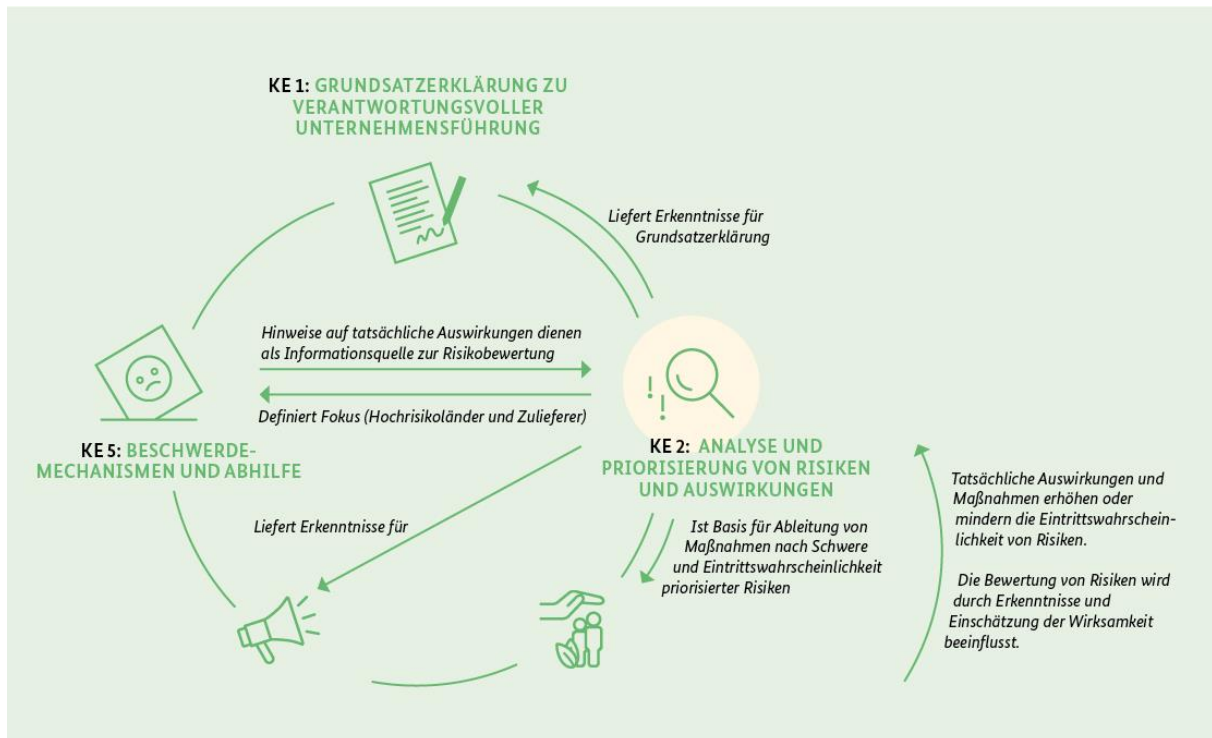 KE 1: GRUNDSATZERKLÄRUNG ZU
VERANTWORTUNGSVOLLER
UNTERNEHMENSFÜHRUNG
Liefert Erkenntnisse für
Grundsatzerklärung
Hinweise auf tatsächliche Auswirkungen dienen
als Informationsquelle zur Risikobewertung
Definiert Fokus (Hochrisikoländer und Zulieferer)
KE 5: BESCHWERDE-
MECHANISMEN UND ABHILFE
KE 2: ANALYSE UND
PRIORISIERUNG VON RISIKEN
UND AUSWIRKUNGEN
Liefert Erkenntnisse für
Ist Basis für Ableitung von
Maßnahmen nach Schwere
und Eintrittswahrscheinlichkeit
priorisierter Risiken
Tatsächliche Auswirkungen und
Maßnahmen erhöhen oder
mindern die Eintrittswahrschein-
lichkeit von Risiken.
Die Bewertung von Risiken wird
durch Erkenntnisse und
Einschätzung der Wirksamkeit
beeinflusst.